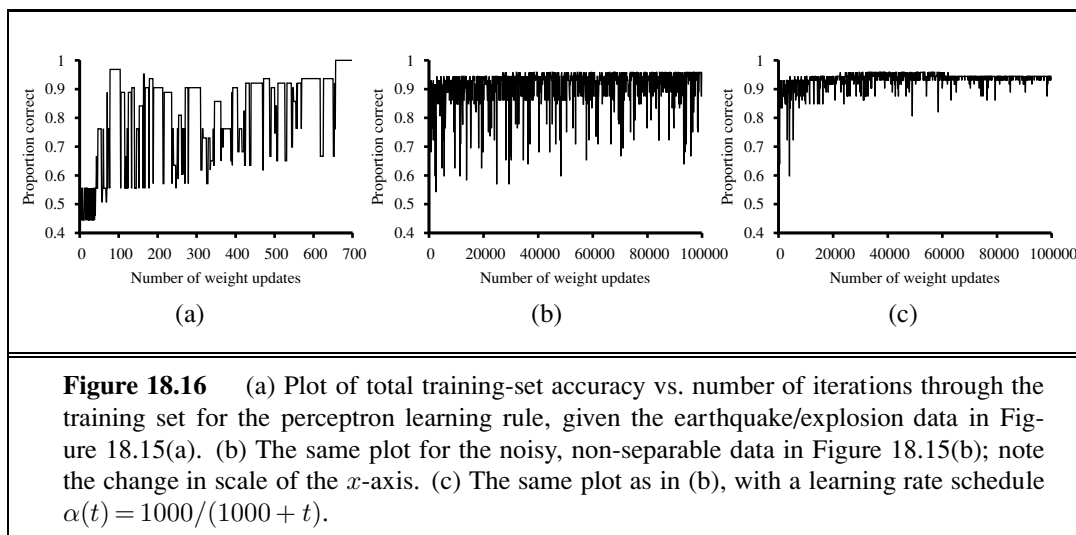 1
0.9
0.8
0.7
0.6
0.5
0.4
Proportion correct
0 100 200 300 400 500 600 700
Number of weight updates
(a)
1
0.9
0.8
0.7
0.6
0.5
0.4
Proportion correct
0 20000 40000 60000 80000 100000
Number of weight updates
(b)
1
0.9
0.8
0.7
0.6
0.5
0.4
Proportion correct
0 20000 40000 60000 80000 100000
Number of weight updates
(c)
Figure 18.16 (a) Plot of total training-set accuracy vs. number of iterations through the
training set for the perceptron learning rule, given the earthquake/explosion data in Fig-
ure 18.15(a). (b) The same plot for the noisy, non-separable data in Figure 18.15(b); note
the change in scale of the x-axis. (c) The same plot as in (b), with a learning rate schedule
α(t) = 1000/(1000 + t).